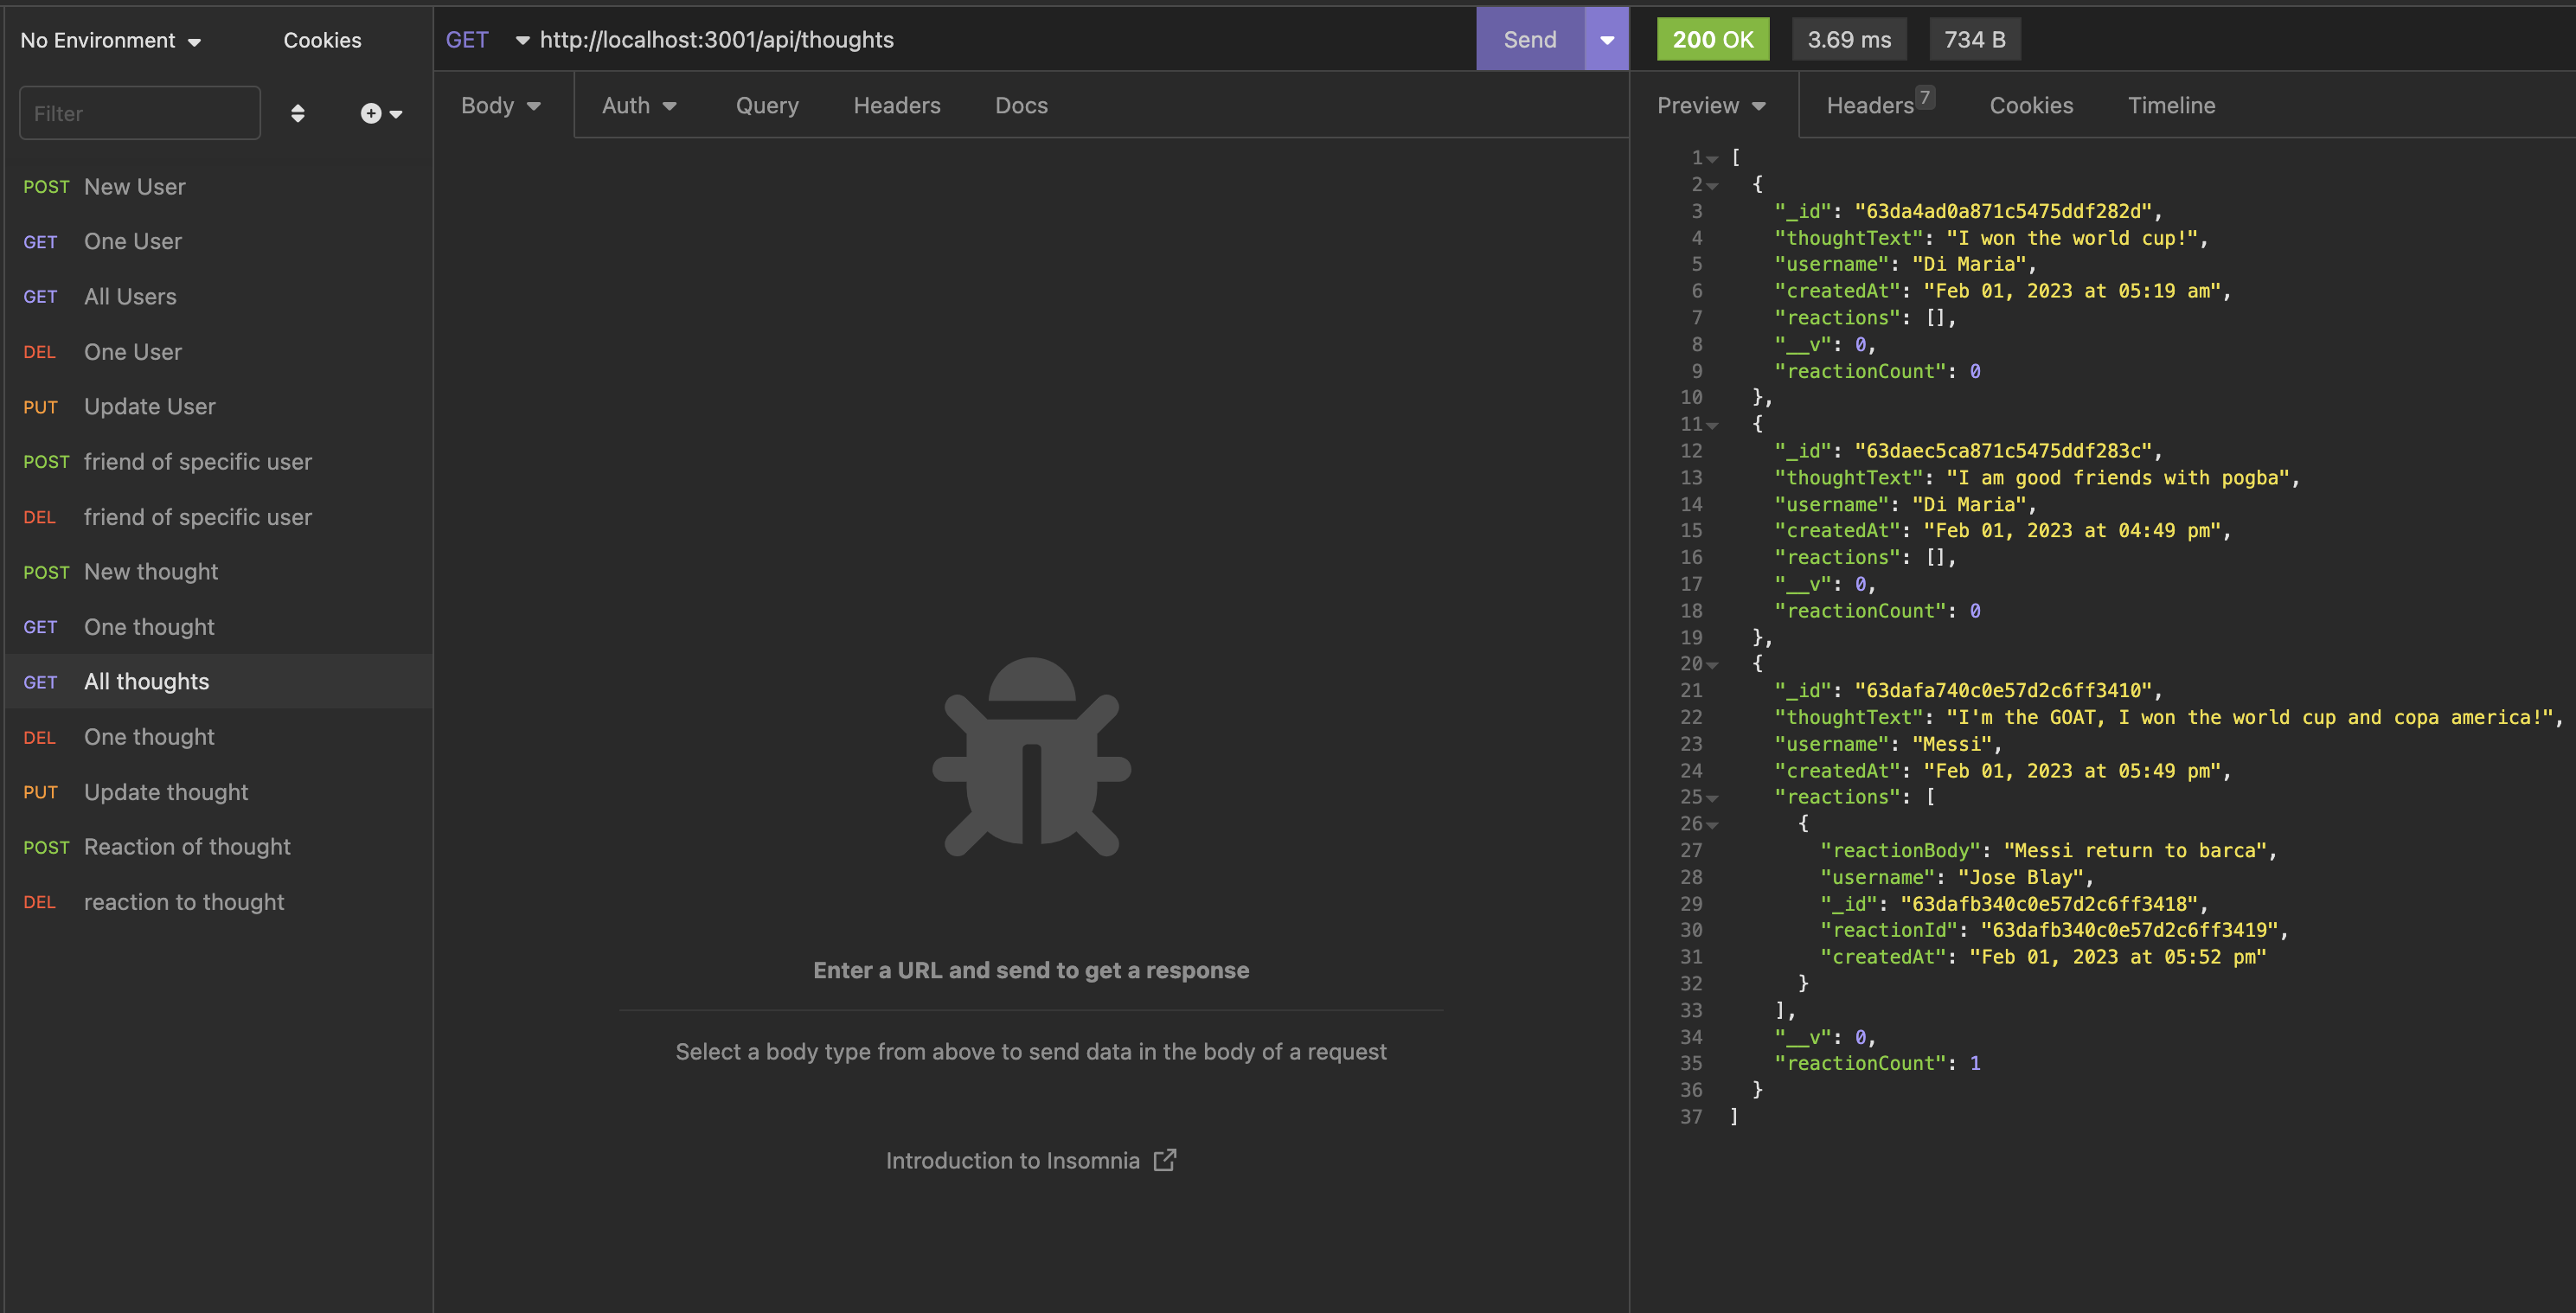 No Environment
Cookies
Filter
POST New User
GET One User
GET All Users
DEL One User
PUT Update User
POST friend of specific user
DEL friend of specific user
POST New thought
GET One thought
GET All thoughts
DEL One thought
PUT Update thought
POST Reaction of thought
DEL reaction to thought
GET http://localhost:3001/api/thoughts Send
Body Auth Query Headers Docs
Enter a URL and send to get a response
Select a body type from above to send data in the body of a request
Introduction to Insomnia
200 OK 3.69 ms 734 B
Preview Headers 7 Cookies Timeline
1 [
2 {
3 "_id": "63da4ad0a871c5475ddf282d",
4 "thoughtText": "I won the world cup!",
5 "username": "Di Maria",
6 "createdAt": "Feb 01, 2023 at 05:19 am",
7 "reactions": [],
8 "__v": 0,
9 "reactionCount": 0
10 },
11 {
12 "_id": "63daec5ca871c5475ddf283c",
13 "thoughtText": "I am good friends with pogba",
14 "username": "Di Maria",
15 "createdAt": "Feb 01, 2023 at 04:49 pm",
16 "reactions": [],
17 "__v": 0,
18 "reactionCount": 0
19 },
20 {
21 "_id": "63dafa740c0e57d2c6ff3410",
22 "thoughtText": "I'm the GOAT, I won the world cup and copa america!",
23 "username": "Messi",
24 "createdAt": "Feb 01, 2023 at 05:49 pm",
25 "reactions": [
26 {
27 "reactionBody": "Messi return to barca",
28 "username": "Jose Blay",
29 "_id": "63dafb340c0e57d2c6ff3418",
30 "reactionId": "63dafb340c0e57d2c6ff3419",
31 "createdAt": "Feb 01, 2023 at 05:52 pm"
32 }
33 ],
34 "__v": 0,
35 "reactionCount": 1
36 }
37 ]